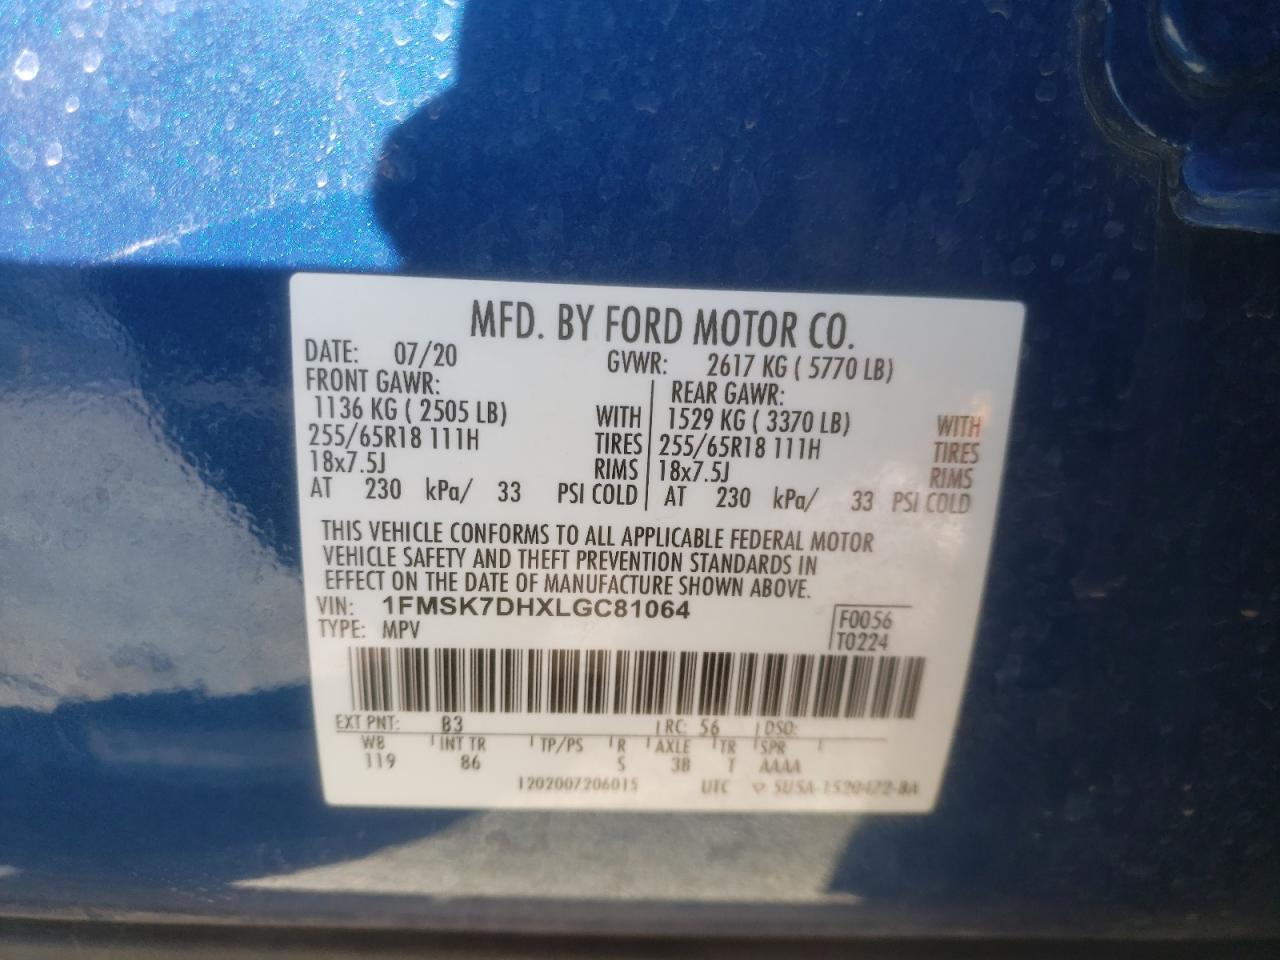 MFD. BY FORD MOTOR CO.
DATE: 07/20 GVWR: 2617 KG ( 5770 LB)
FRONT GAWR: REAR GAWR:
1136 KG ( 2505 LB) WITH 1529 KG ( 3370 LB) WITH
255/65R18 111H TIRES 255/65R18 111H TIRES
18x7.5J RIMS 18x7.5J RIMS
AT 230 kPa/ 33 PSI COLD AT 230 kPa/ 33 PSI COLD
THIS VEHICLE CONFORMS TO ALL APPLICABLE FEDERAL MOTOR
VEHICLE SAFETY AND THEFT PREVENTION STANDARDS IN
EFFECT ON THE DATE OF MANUFACTURE SHOWN ABOVE.
VIN: 1FMSK7DHXLGC81064
TYPE: MPV
F0056
T0224
EXT PNT: B3 RC: 56 DSO:
WB INT TR TP/PS R AXLE TR SPR
119 86 S 3B T AAAA
1202007206015 UTC ▽ 5USA-1520472-BA